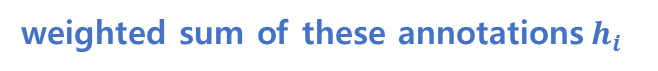 weighted sum of these annotations $h_i$